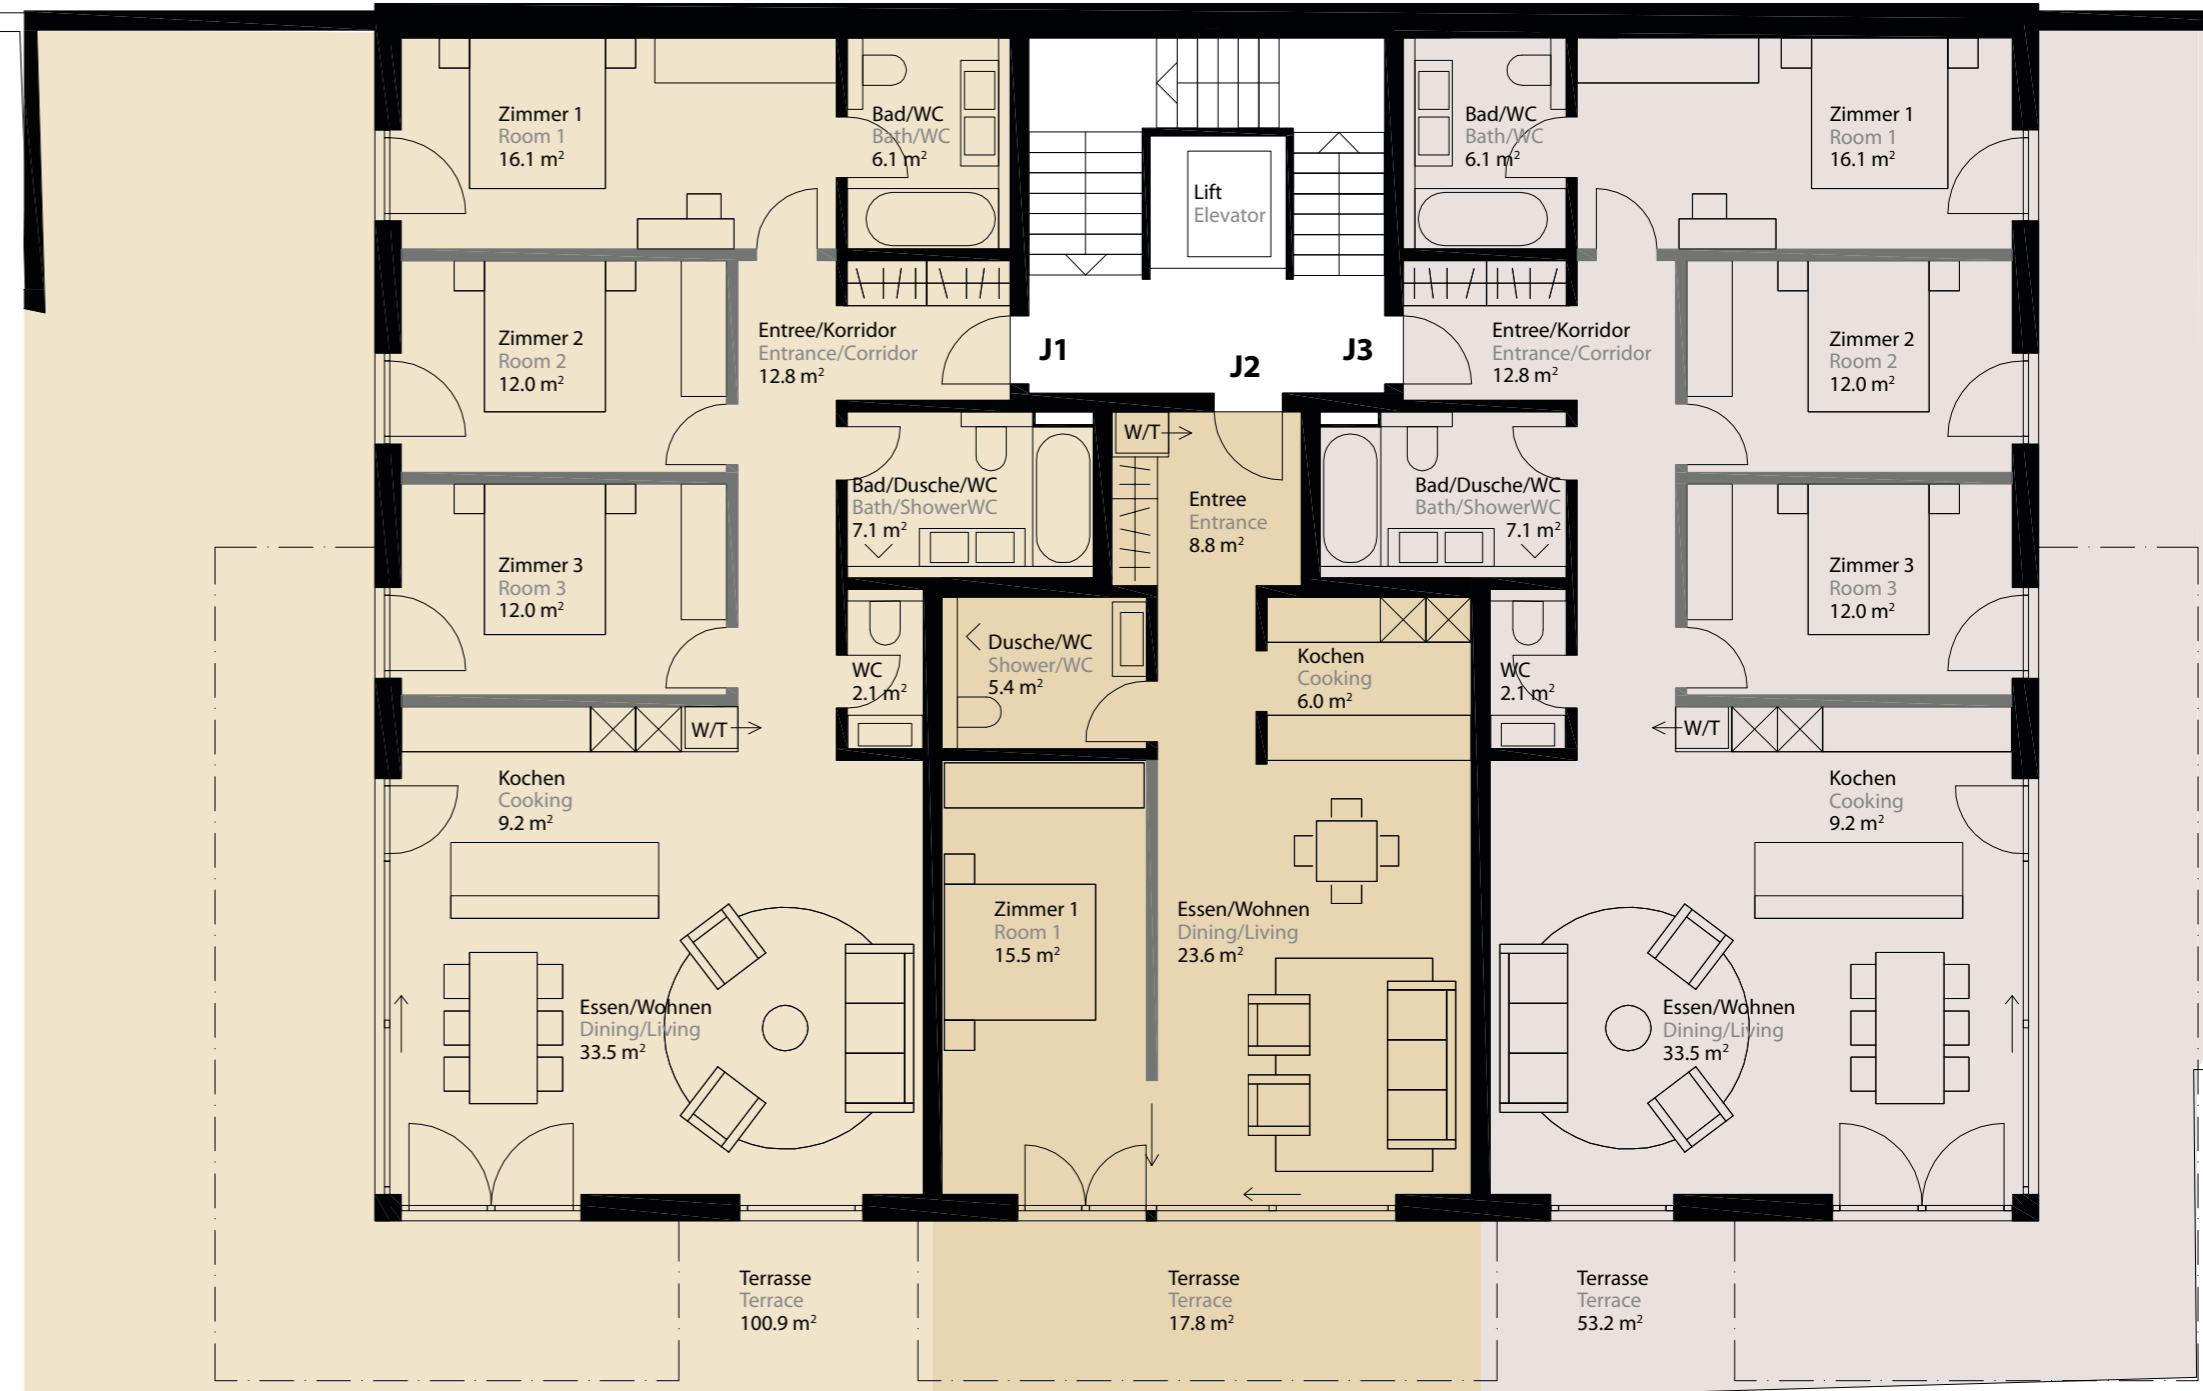 Zimmer 1
Room 1
16.1 m²
Bad/WC
Bath/WC
6.1 m²
Lift
Elevator
Bad/WC
Bath/WC
6.1 m²
Zimmer 1
Room 1
16.1 m²
Zimmer 2
Room 2
12.0 m²
Entree/Korridor
Entrance/Corridor
12.8 m²
J1
J2
J3
Entree/Korridor
Entrance/Corridor
12.8 m²
Zimmer 2
Room 2
12.0 m²
W/T
Bad/Dusche/WC
Bath/ShowerWC
7.1 m²
Entree
Entrance
8.8 m²
Bad/Dusche/WC
Bath/ShowerWC
7.1 m²
Zimmer 3
Room 3
12.0 m²
Zimmer 3
Room 3
12.0 m²
WC
2.1 m²
Dusche/WC
Shower/WC
5.4 m²
Kochen
Cooking
6.0 m²
WC
2.1 m²
W/T
W/T
Kochen
Cooking
9.2 m²
Kochen
Cooking
9.2 m²
Zimmer 1
Room 1
15.5 m²
Essen/Wohnen
Dining/Living
23.6 m²
Essen/Wohnen
Dining/Living
33.5 m²
Essen/Wohnen
Dining/Living
33.5 m²
Terrasse
Terrace
100.9 m²
Terrasse
Terrace
17.8 m²
Terrasse
Terrace
53.2 m²